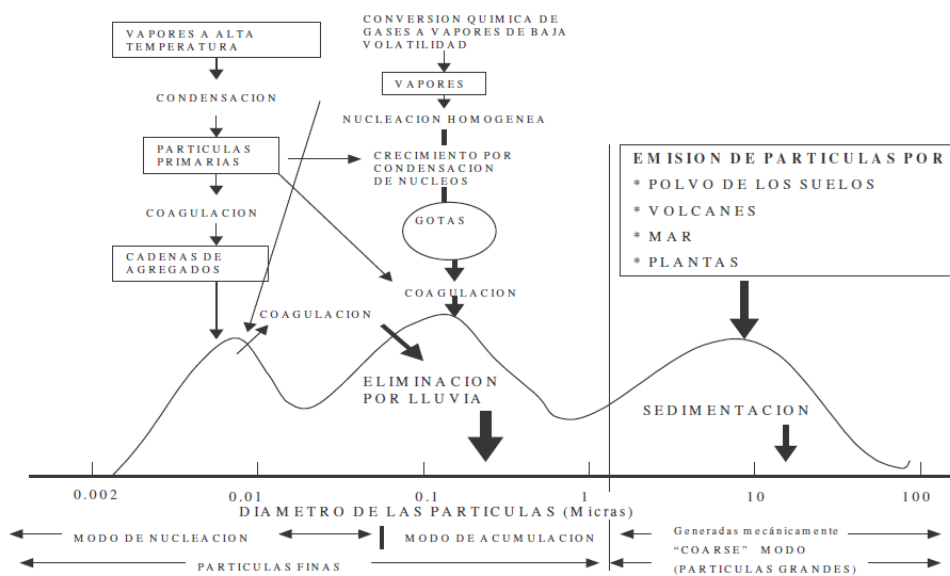 VAPORES A ALTA
TEMPERATURA
CONDENSACION
PARTICULAS
PRIMARIAS
COAGULACION
CADENAS DE
AGREGADOS
CONVERSION QUIMICA DE
GASES A VAPORES DE BAJA
VOLATILIDAD
VAPORES
NUCLEACION HOMOGENEA
CRECIMIENTO POR
CONDENSACION
DE NUCLEOS
GOTAS
COAGULACION
COAGULACION
ELIMINACION
POR LLUVIA
EMISION DE PARTICULAS POR
* POLVO DE LOS SUELOS
* VOLCANES
* MAR
* PLANTAS
SEDIMENTACION
0.002 0.01 0.1 1 10 100
DIAMETRO DE LAS PARTICULAS (Micras)
MODO DE NUCLEACION
MODO DE ACUMULACION
PARTICULAS FINAS
Generadas mecánicamente
"COARSE" MODO
(PARTICULAS GRANDES)